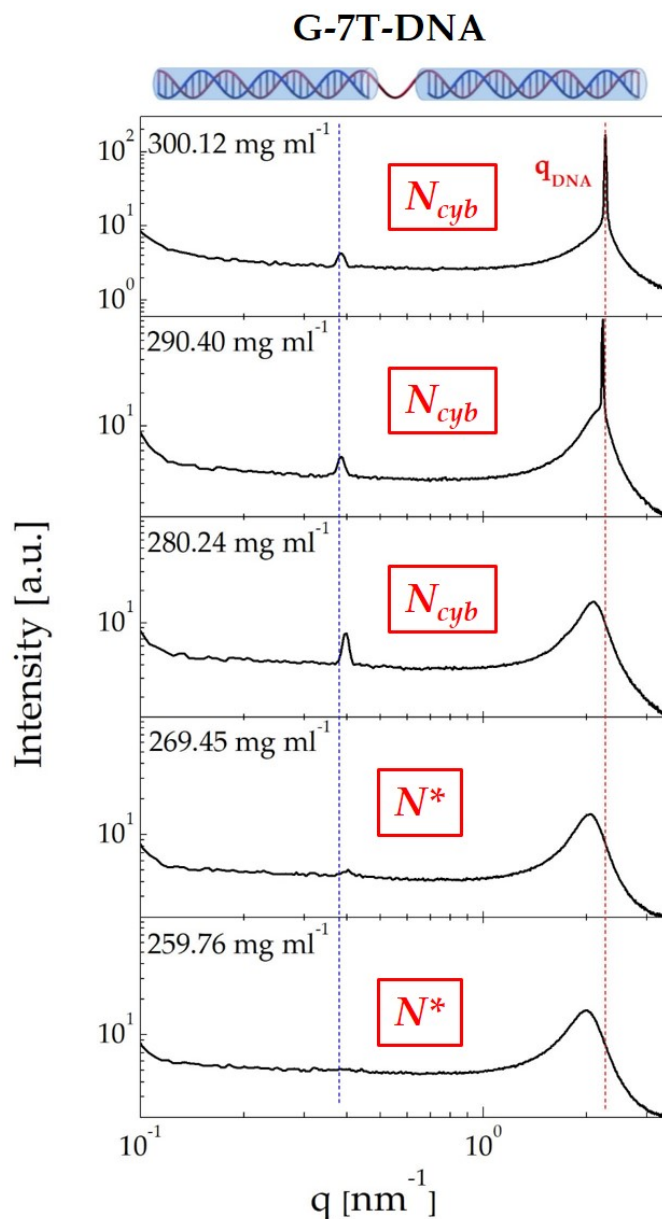 G-7T-DNA
300.12 mg ml⁻¹
10²
10¹
10⁰
N_cyb
q_DNA
290.40 mg ml⁻¹
10¹
N_cyb
280.24 mg ml⁻¹
10¹
N_cyb
269.45 mg ml⁻¹
10¹
N*
259.76 mg ml⁻¹
10¹
N*
Intensity [a.u.]
10⁻¹ 10⁰
q [nm⁻¹]